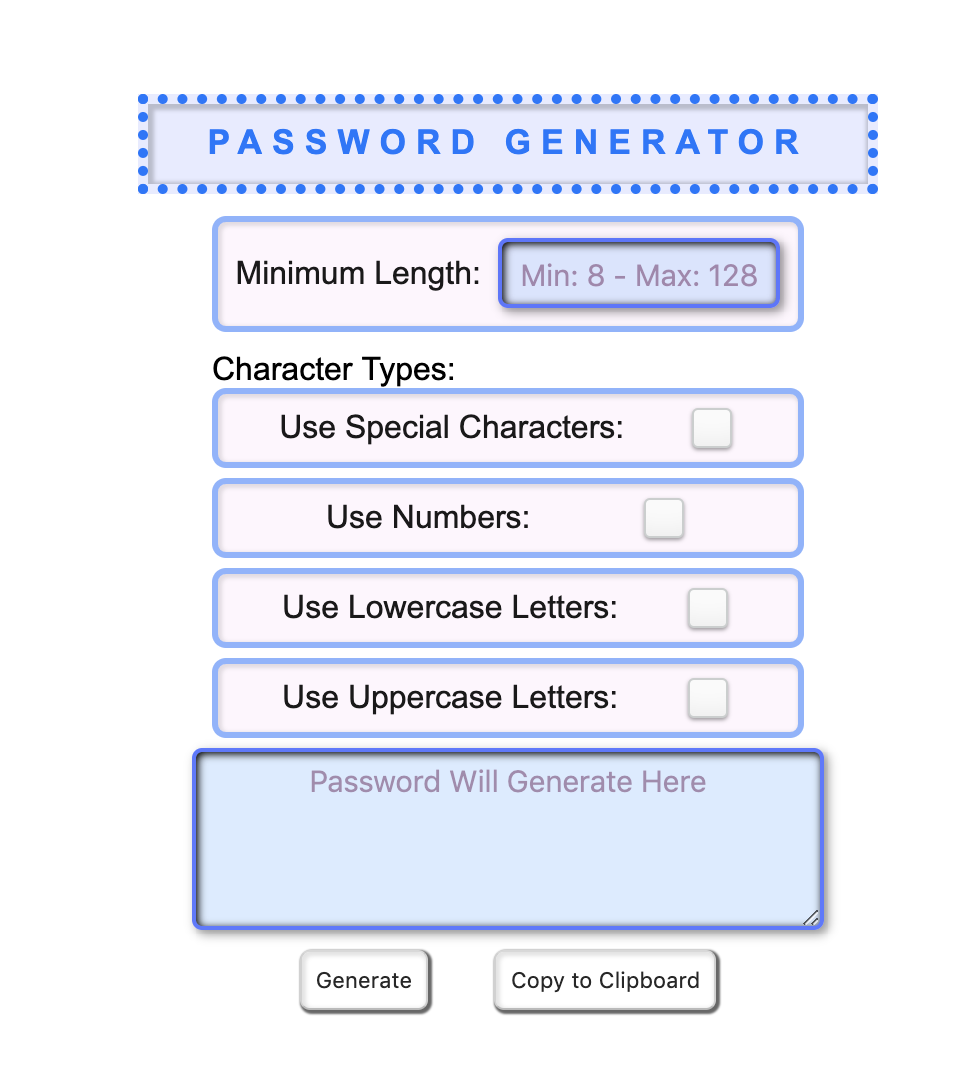 PASSWORD GENERATOR
Minimum Length: Min: 8 - Max: 128
Character Types:
Use Special Characters:
Use Numbers:
Use Lowercase Letters:
Use Uppercase Letters:
Password Will Generate Here
Generate Copy to Clipboard